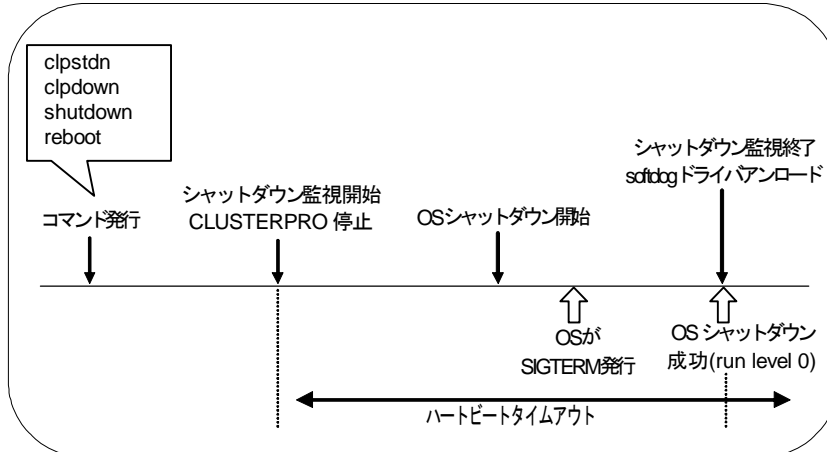 clpstdn
clpdown
shutdown
reboot
コマンド発行
シャットダウン監視開始
CLUSTERPRO 停止
OSシャットダウン開始
シャットダウン監視終了
softdogドライバアンロード
OSが
SIGTERM発行
OS シャットダウン
成功(run level 0)
ハートビートタイムアウト